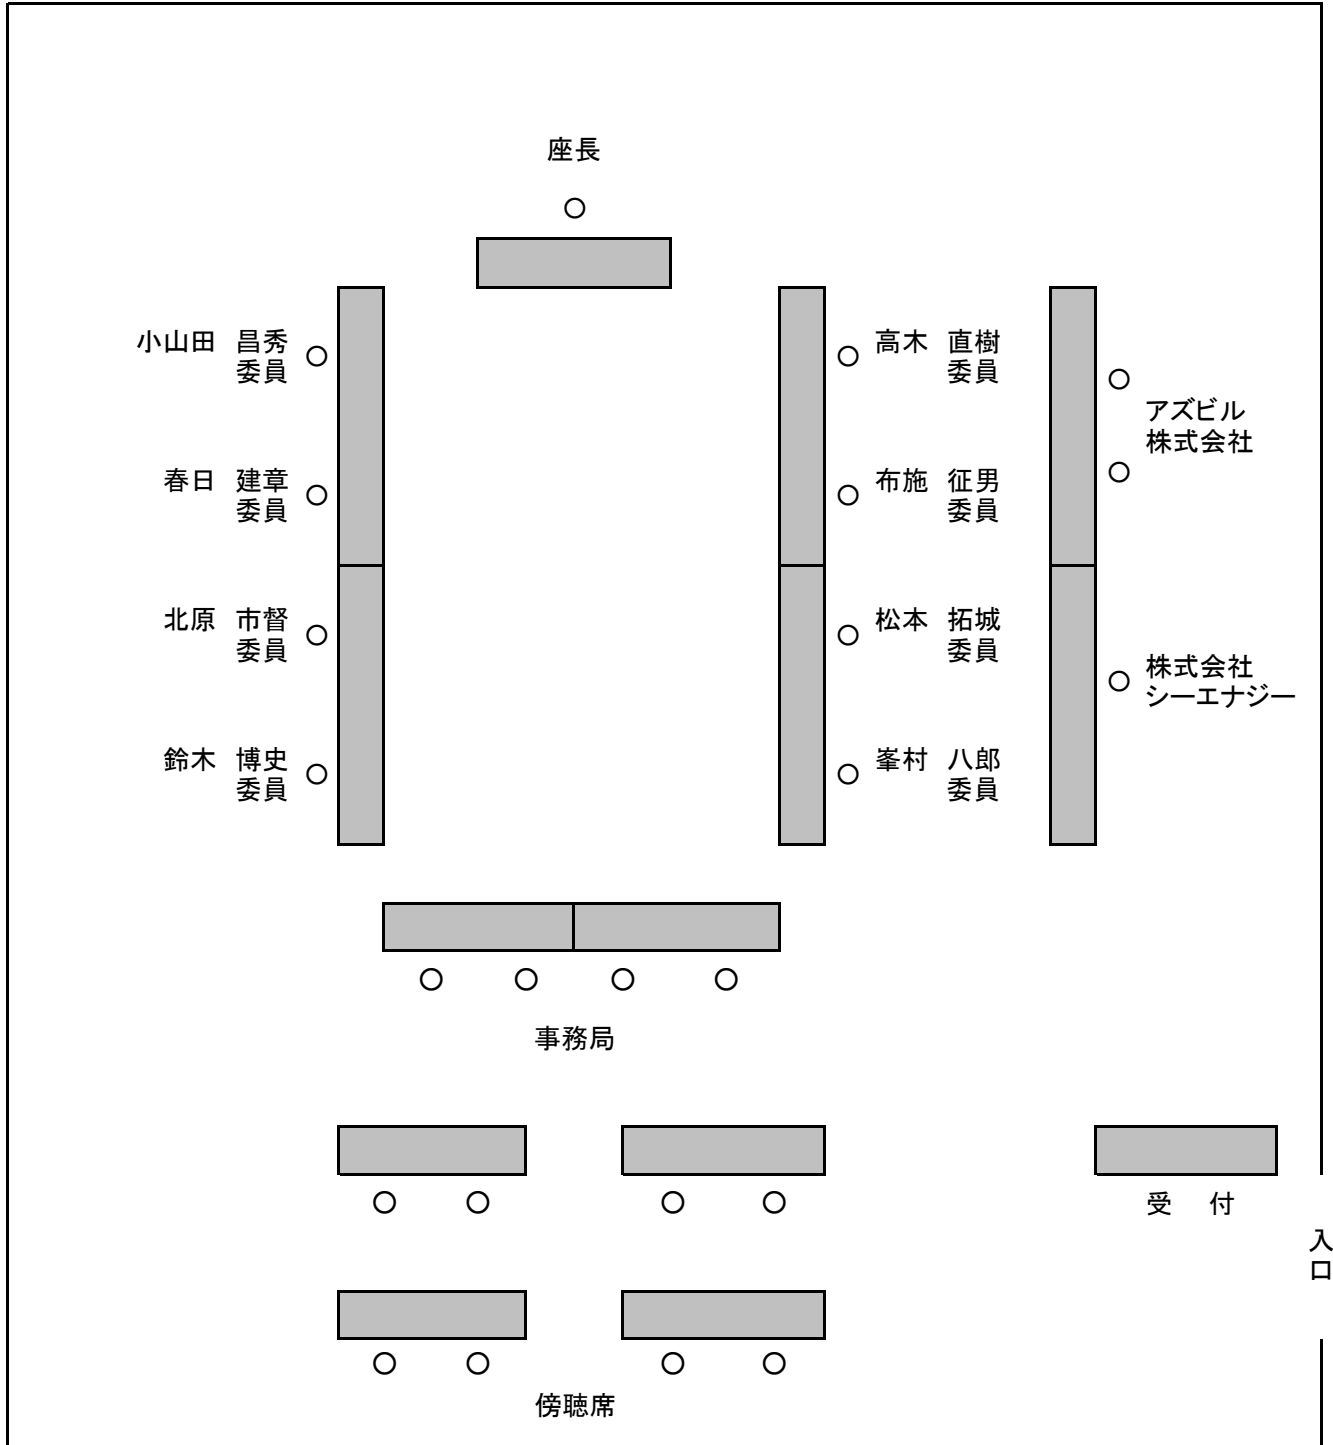 座長
小山田 昌秀
委員
高木 直樹
委員
アズビル
株式会社
春日 建章
委員
布施 征男
委員
北原 市督
委員
松本 拓城
委員
株式会社
シーエナジー
鈴木 博史
委員
峯村 八郎
委員
事務局
受 付
入
口
傍聴席